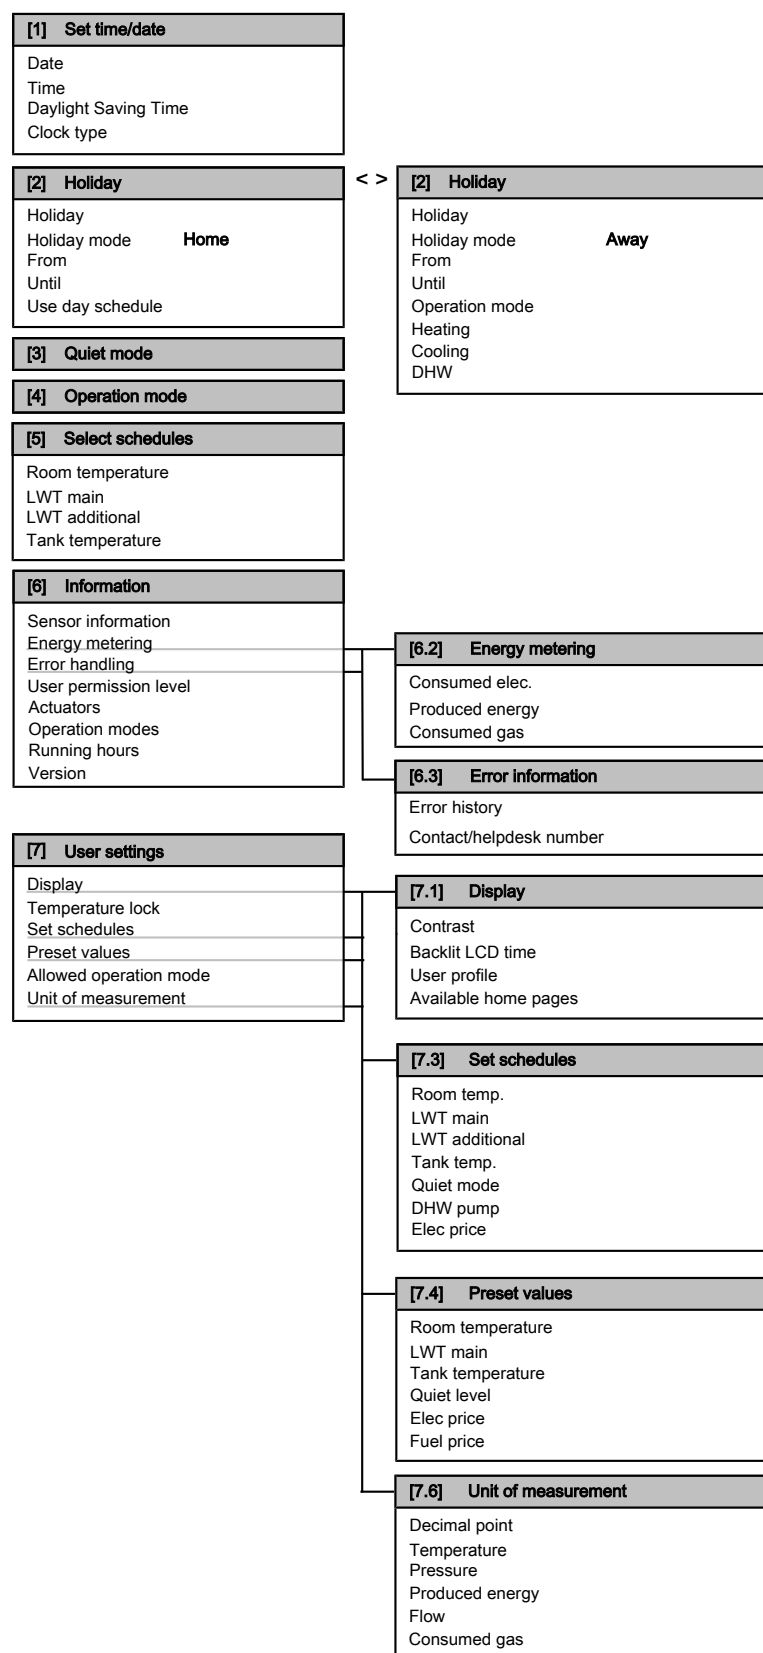 [1] Set time/date
Date
Time
Daylight Saving Time
Clock type
[2] Holiday
Holiday
Holiday mode Home
From
Until
Use day schedule
< >
[2] Holiday
Holiday
Holiday mode Away
From
Until
Operation mode
Heating
Cooling
DHW
[3] Quiet mode
[4] Operation mode
[5] Select schedules
Room temperature
LWT main
LWT additional
Tank temperature
[6] Information
Sensor information
Energy metering
Error handling
User permission level
Actuators
Operation modes
Running hours
Version
[6.2] Energy metering
Consumed elec.
Produced energy
Consumed gas
[6.3] Error information
Error history
Contact/helpdesk number
[7] User settings
Display
Temperature lock
Set schedules
Preset values
Allowed operation mode
Unit of measurement
[7.1] Display
Contrast
Backlit LCD time
User profile
Available home pages
[7.3] Set schedules
Room temp.
LWT main
LWT additional
Tank temp.
Quiet mode
DHW pump
Elec price
[7.4] Preset values
Room temperature
LWT main
Tank temperature
Quiet level
Elec price
Fuel price
[7.6] Unit of measurement
Decimal point
Temperature
Pressure
Produced energy
Flow
Consumed gas